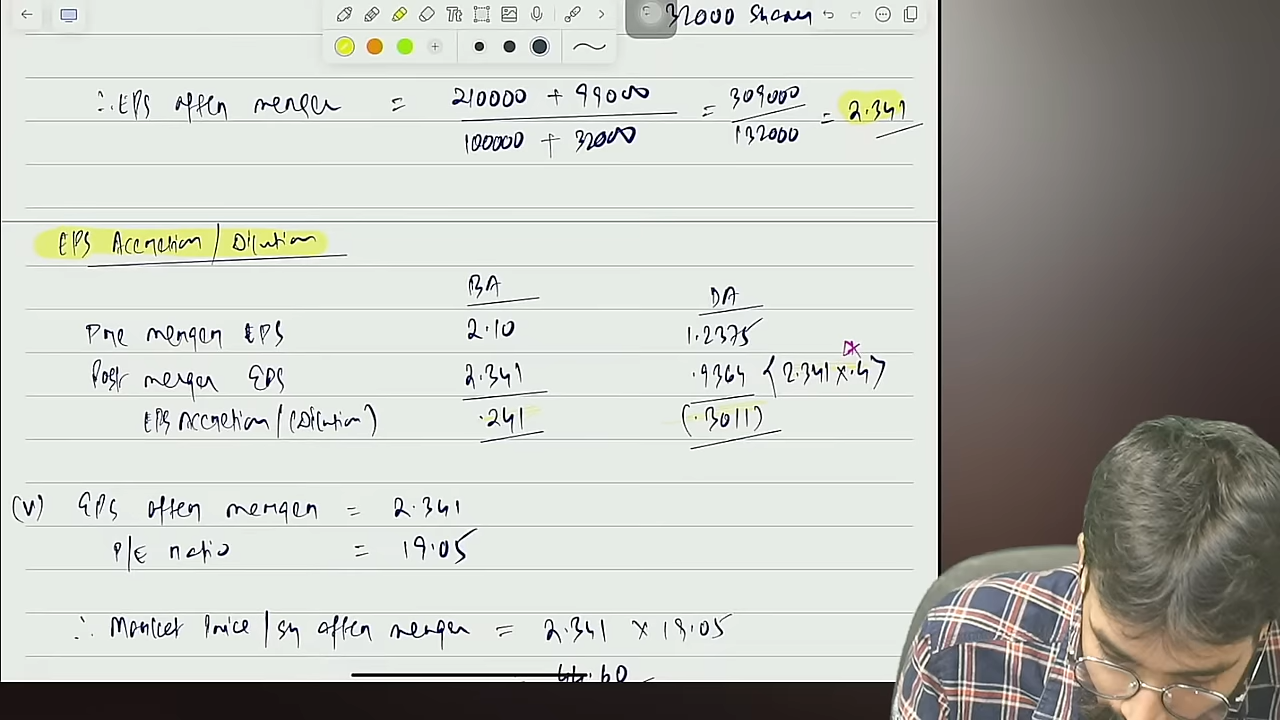 32000 Shares
∴ EPS after merger = 210000 + 99000 / 100000 + 32000 = 309000 / 132000 = 2.341
EPS Accretion / Dilution
BA DA
Pre merger EPS 2.10 1.2375
Post merger EPS 2.341 .9364 {2.341 × .4}
EPS Accretion / (Dilution) .241 (.3011)
(V) EPS after merger = 2.341
P/E ratio = 19.05
∴ Market Price / sh after merger = 2.341 × 19.05
44.60